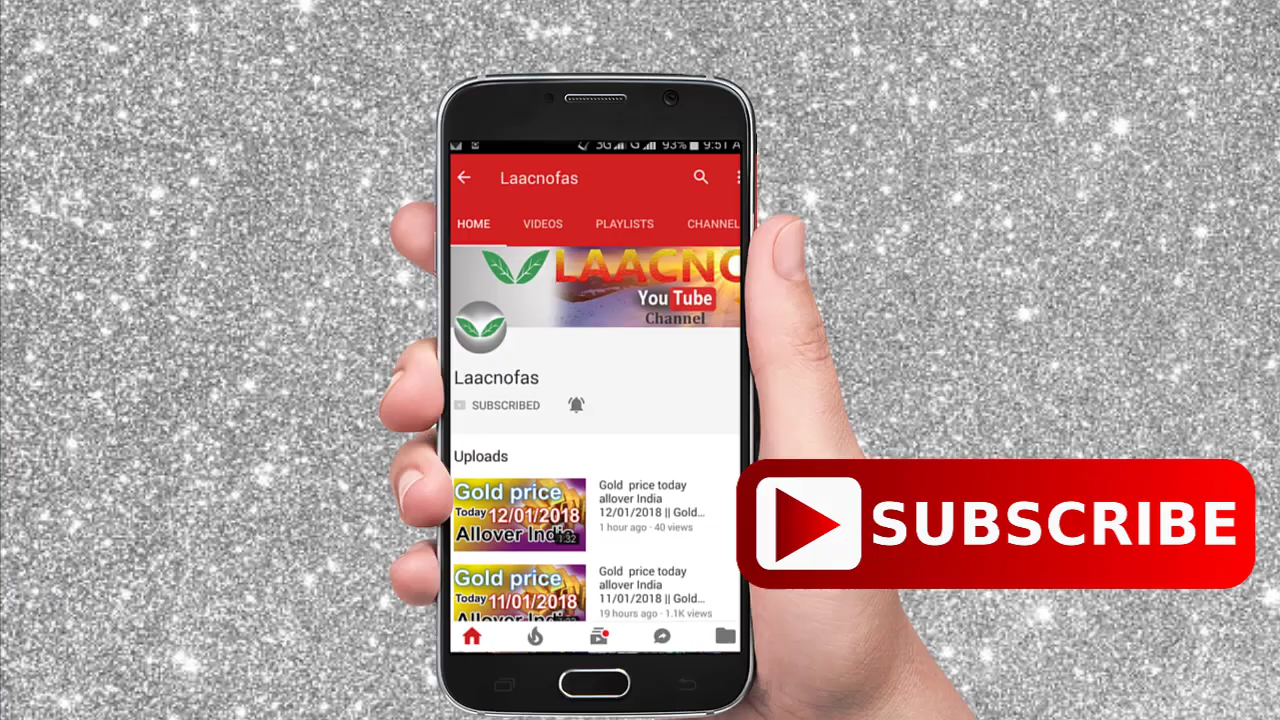 3G G 93% 9:51 A
Laacnofas
HOME VIDEOS PLAYLISTS CHANNEL
LAACNO
YouTube
Channel
Laacnofas
SUBSCRIBED
Uploads
Gold price
Today 12/01/2018
Allover India
1:32
Gold price today
allover India
12/01/2018 || Gold...
1 hour ago · 40 views
Gold price
Today 11/01/2018
Allover India
Gold price today
allover India
11/01/2018 || Gold...
19 hours ago · 1.1K views
SUBSCRIBE